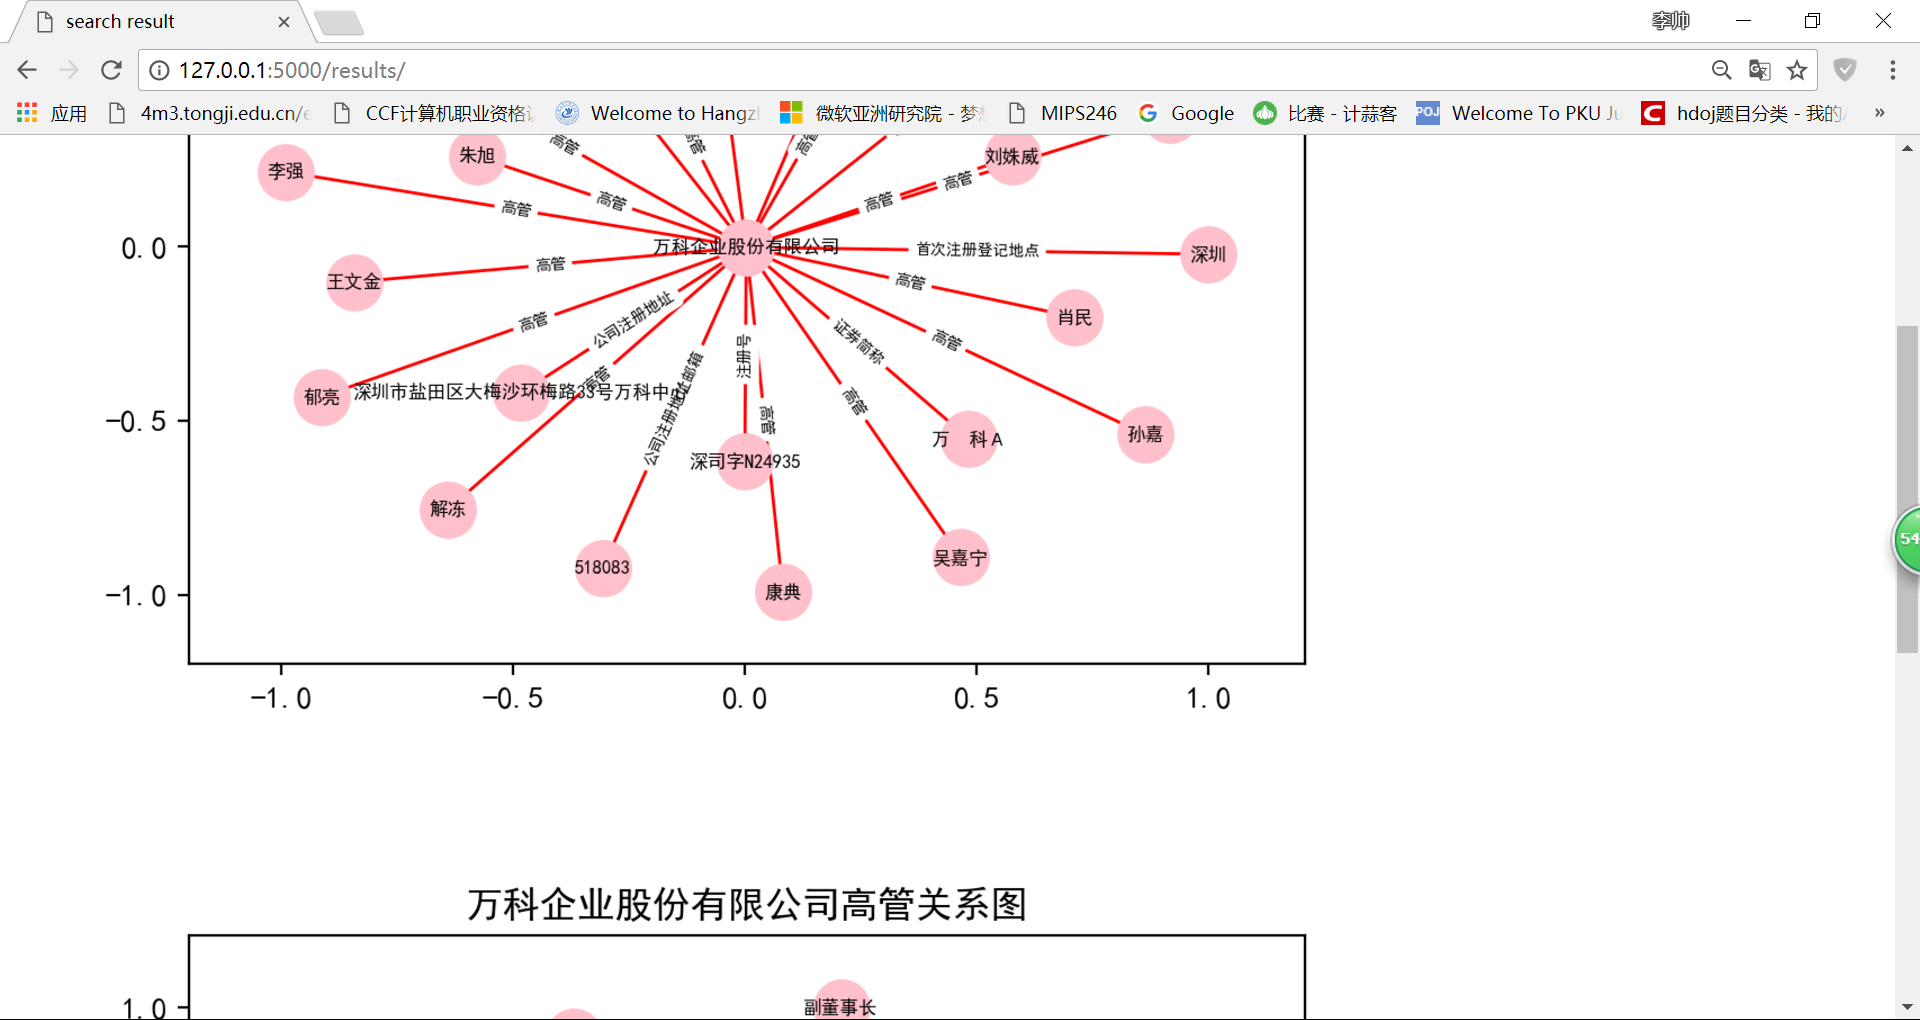 search result
李帅
127.0.0.1:5000/results/
应用
4m3.tongji.edu.cn/
CCF计算机职业资格
Welcome to Hangz
微软亚洲研究院 - 梦
MIPS246
Google
比赛 - 计蒜客
POJ
Welcome To PKU Ju
hdoj题目分类 - 我的
»
高管
高管
高管
朱旭
刘姝威
李强
高管
高管
高管
高管
0.0
万科企业股份有限公司
首次注册登记地点
深圳
王文金
高管
高管
肖民
公司注册地址
高管
注册号
证券简称
高管
郁亮
深圳市盐田区大梅沙环梅路33号万科中心
高管
公司注册地址邮箱
高管
高管
−0.5
万 科A
孙嘉
深司字N24935
解冻
518083
吴嘉宁
康典
−1.0
−1.0
−0.5
0.0
0.5
1.0
54
万科企业股份有限公司高管关系图
1.0
副董事长